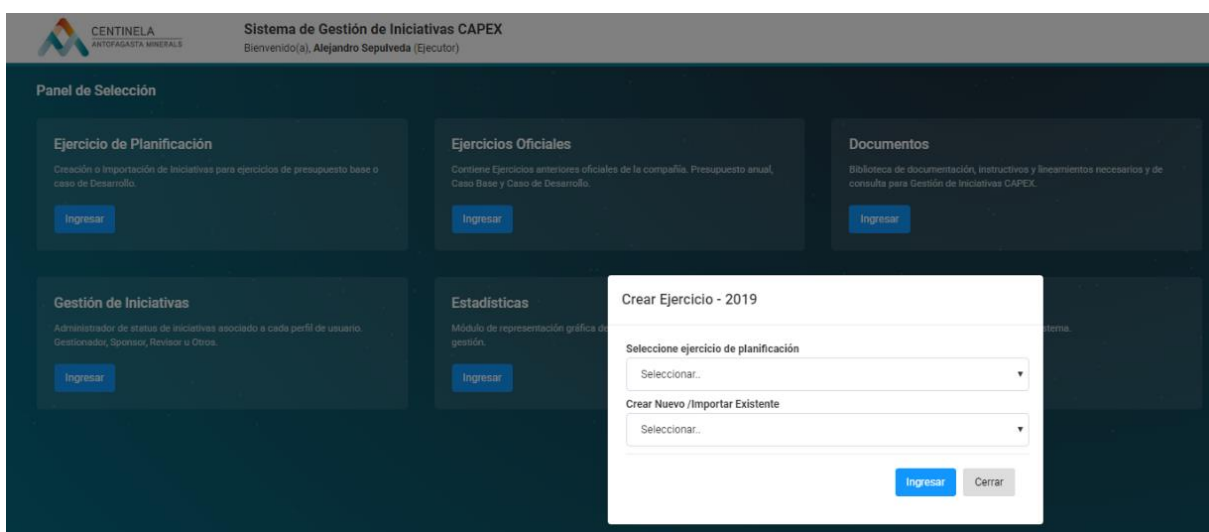 CENTINELA
ANTOFAGASTA MINERALS
Sistema de Gestión de Iniciativas CAPEX
Bienvenido(a), Alejandro Sepulveda (Ejecutor)
Panel de Selección
Ejercicio de Planificación
Creación o Importación de Iniciativas para ejercicios de presupuesto base o
caso de Desarrollo.
Ingresar
Ejercicios Oficiales
Contiene Ejercicios anteriores oficiales de la compañía. Presupuesto anual,
Caso Base y Caso de Desarrollo.
Ingresar
Documentos
Biblioteca de documentación, instructivos y lineamientos necesarios y de
consulta para Gestión de Iniciativas CAPEX.
Ingresar
Gestión de Iniciativas
Administrador de status de iniciativas asociado a cada perfil de usuario.
Gestionador, Sponsor, Revisor u Otros.
Ingresar
Estadísticas
Módulo de representación gráfica de
gestión.
Ingresar
Crear Ejercicio - 2019
Seleccione ejercicio de planificación
Seleccionar..
Crear Nuevo /Importar Existente
Seleccionar..
Ingresar
Cerrar